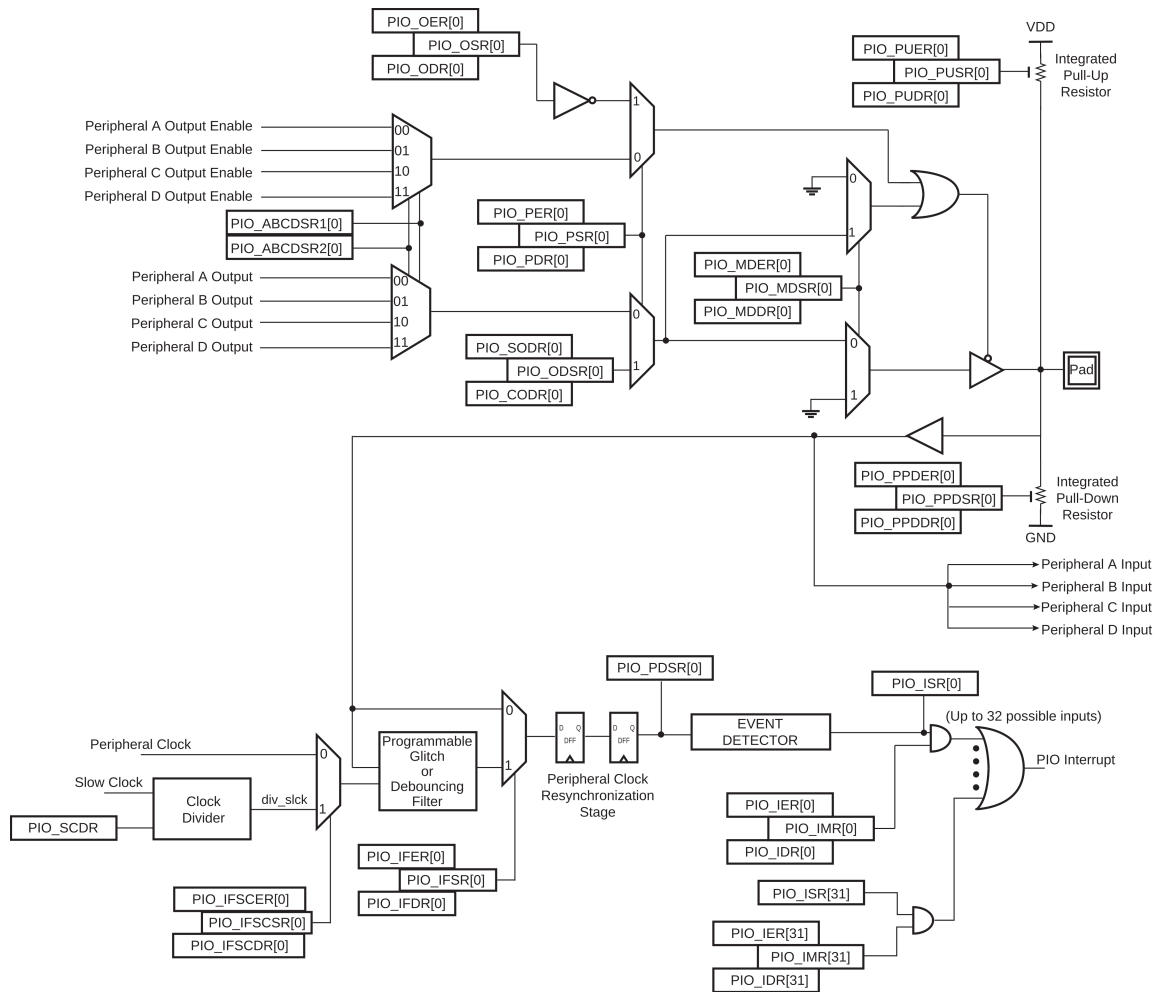 PIO_OER[0]
PIO_OSR[0]
PIO_ODR[0]
1
0
VDD
PIO_PUER[0]
PIO_PUSR[0]
PIO_PUDR[0]
Integrated
Pull-Up
Resistor
Peripheral A Output Enable
Peripheral B Output Enable
Peripheral C Output Enable
Peripheral D Output Enable
00
01
10
11
PIO_ABCDSR1[0]
PIO_ABCDSR2[0]
PIO_PER[0]
PIO_PSR[0]
PIO_PDR[0]
0
1
PIO_MDER[0]
PIO_MDSR[0]
PIO_MDDR[0]
Peripheral A Output
Peripheral B Output
Peripheral C Output
Peripheral D Output
00
01
10
11
0
1
PIO_SODR[0]
PIO_ODSR[0]
PIO_CODR[0]
0
1
Pad
PIO_PPDER[0]
PIO_PPDSR[0]
PIO_PPDDR[0]
Integrated
Pull-Down
Resistor
GND
Peripheral A Input
Peripheral B Input
Peripheral C Input
Peripheral D Input
PIO_PDSR[0]
PIO_ISR[0]
(Up to 32 possible inputs)
PIO Interrupt
EVENT
DETECTOR
D Q
DFF
D Q
DFF
Peripheral Clock
Resynchronization
Stage
0
1
Programmable
Glitch
or
Debouncing
Filter
Peripheral Clock
Slow Clock
Clock
Divider
div_slck
0
1
PIO_SCDR
PIO_IER[0]
PIO_IMR[0]
PIO_IDR[0]
PIO_IFER[0]
PIO_IFSR[0]
PIO_IFDR[0]
PIO_IFSCER[0]
PIO_IFSCSR[0]
PIO_IFSCDR[0]
PIO_ISR[31]
PIO_IER[31]
PIO_IMR[31]
PIO_IDR[31]